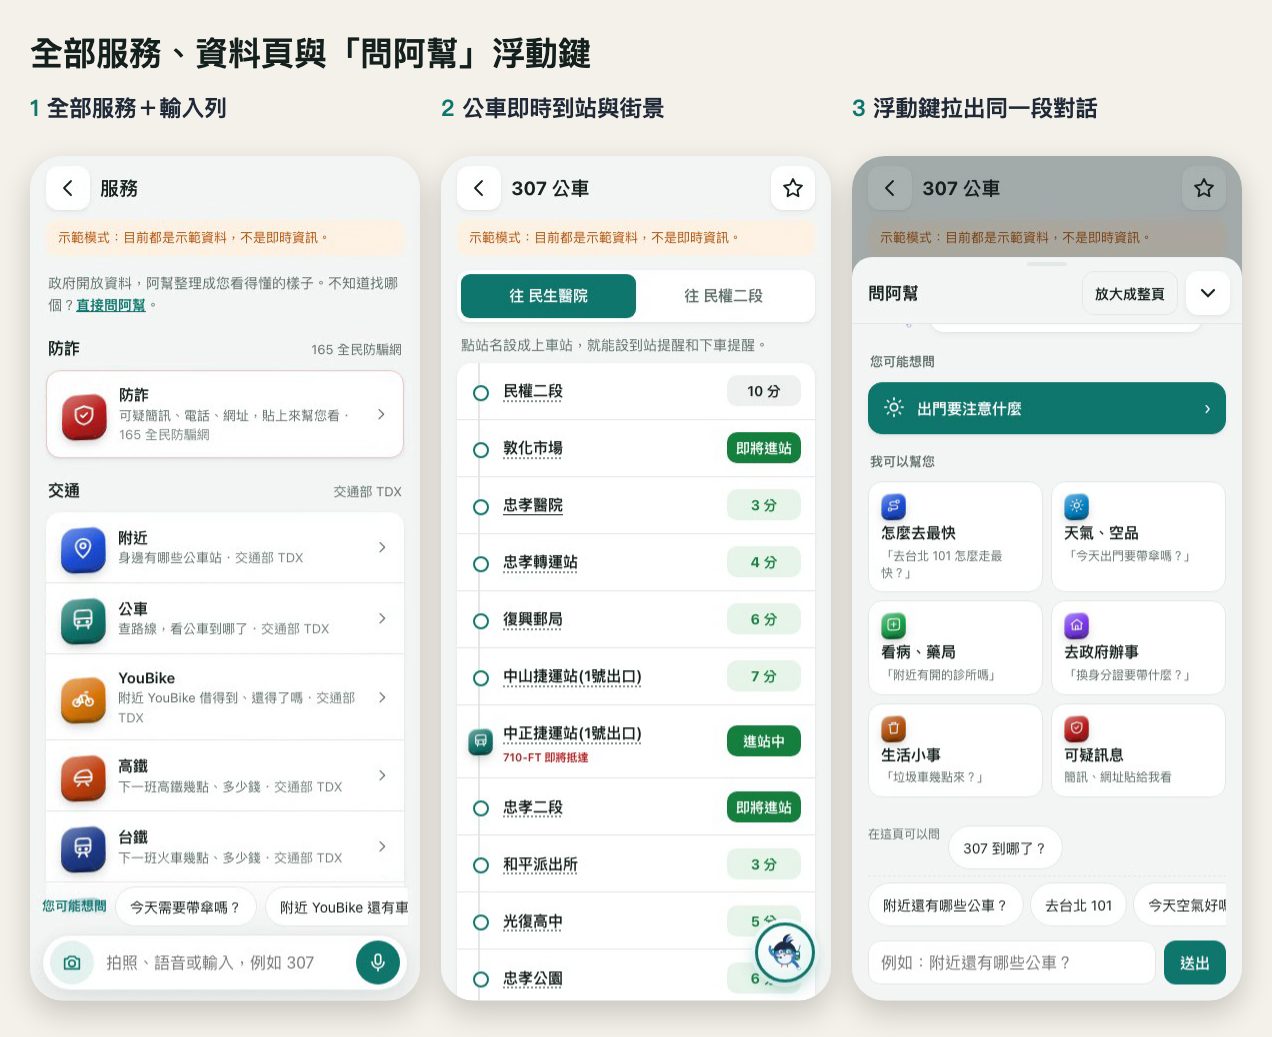 全部服務、資料頁與「問阿幫」浮動鍵
1 全部服務＋輸入列
服務
示範模式：目前都是示範資料，不是即時資訊。
政府開放資料，阿幫整理成您看得懂的樣子。不知道找哪
個？直接問阿幫。
防詐
165 全民防騙網
防詐
可疑簡訊、電話、網址，貼上來幫您看 ·
165 全民防騙網
交通
交通部 TDX
附近
身邊有哪些公車站 · 交通部 TDX
公車
查路線，看公車到哪了 · 交通部 TDX
YouBike
附近 YouBike 借得到、還得了嗎 · 交通部
TDX
高鐵
下一班高鐵幾點、多少錢 · 交通部 TDX
台鐵
下一班火車幾點、多少錢 · 交通部 TDX
您可能想問
今天需要帶傘嗎？
附近 YouBike 還有車
拍照、語音或輸入，例如 307
2 公車即時到站與街景
307 公車
示範模式：目前都是示範資料，不是即時資訊。
往 民生醫院
往 民權二段
點站名設成上車站，就能設到站提醒和下車提醒。
民權二段
10 分
敦化市場
即將進站
忠孝醫院
3 分
忠孝轉運站
4 分
復興郵局
6 分
中山捷運站(1號出口)
7 分
中正捷運站(1號出口)
進站中
710-FT 即將抵達
忠孝二段
即將進站
和平派出所
3 分
光復高中
5
忠孝公園
6
3 浮動鍵拉出同一段對話
307 公車
示範模式：目前都是示範資料，不是即時資訊。
問阿幫
放大成整頁
您可能想問
出門要注意什麼
我可以幫您
怎麼去最快
「去台北 101 怎麼走最
快？」
天氣、空品
「今天出門要帶傘嗎？」
看病、藥局
「附近有開的診所嗎」
去政府辦事
「換身分證要帶什麼？」
生活小事
「垃圾車幾點來？」
可疑訊息
簡訊、網址貼給我看
在這頁可以問
307 到哪了？
附近還有哪些公車？
去台北 101
今天空氣好
例如：附近還有哪些公車？
送出